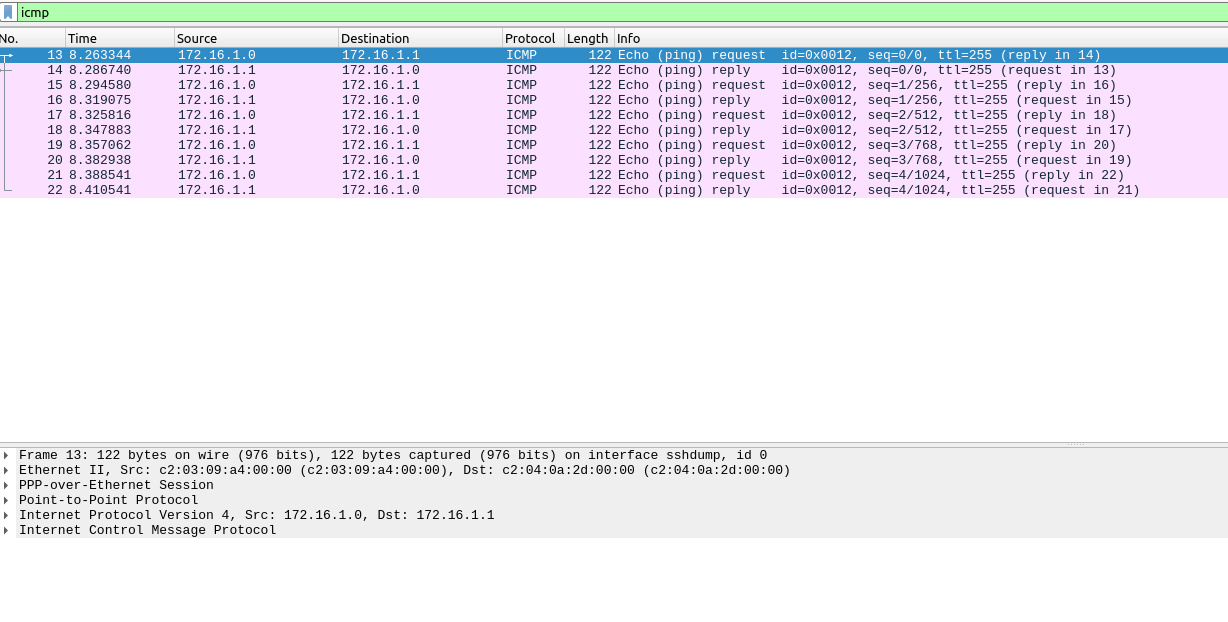 icmp
No. Time Source Destination Protocol Length Info
13 8.263344 172.16.1.0 172.16.1.1 ICMP 122 Echo (ping) request id=0x0012, seq=0/0, ttl=255 (reply in 14)
14 8.286740 172.16.1.1 172.16.1.0 ICMP 122 Echo (ping) reply id=0x0012, seq=0/0, ttl=255 (request in 13)
15 8.294580 172.16.1.0 172.16.1.1 ICMP 122 Echo (ping) request id=0x0012, seq=1/256, ttl=255 (reply in 16)
16 8.319075 172.16.1.1 172.16.1.0 ICMP 122 Echo (ping) reply id=0x0012, seq=1/256, ttl=255 (request in 15)
17 8.325816 172.16.1.0 172.16.1.1 ICMP 122 Echo (ping) request id=0x0012, seq=2/512, ttl=255 (reply in 18)
18 8.347883 172.16.1.1 172.16.1.0 ICMP 122 Echo (ping) reply id=0x0012, seq=2/512, ttl=255 (request in 17)
19 8.357062 172.16.1.0 172.16.1.1 ICMP 122 Echo (ping) request id=0x0012, seq=3/768, ttl=255 (reply in 20)
20 8.382938 172.16.1.1 172.16.1.0 ICMP 122 Echo (ping) reply id=0x0012, seq=3/768, ttl=255 (request in 19)
21 8.388541 172.16.1.0 172.16.1.1 ICMP 122 Echo (ping) request id=0x0012, seq=4/1024, ttl=255 (reply in 22)
22 8.410541 172.16.1.1 172.16.1.0 ICMP 122 Echo (ping) reply id=0x0012, seq=4/1024, ttl=255 (request in 21)
Frame 13: 122 bytes on wire (976 bits), 122 bytes captured (976 bits) on interface sshdump, id 0
Ethernet II, Src: c2:03:09:a4:00:00 (c2:03:09:a4:00:00), Dst: c2:04:0a:2d:00:00 (c2:04:0a:2d:00:00)
PPP-over-Ethernet Session
Point-to-Point Protocol
Internet Protocol Version 4, Src: 172.16.1.0, Dst: 172.16.1.1
Internet Control Message Protocol